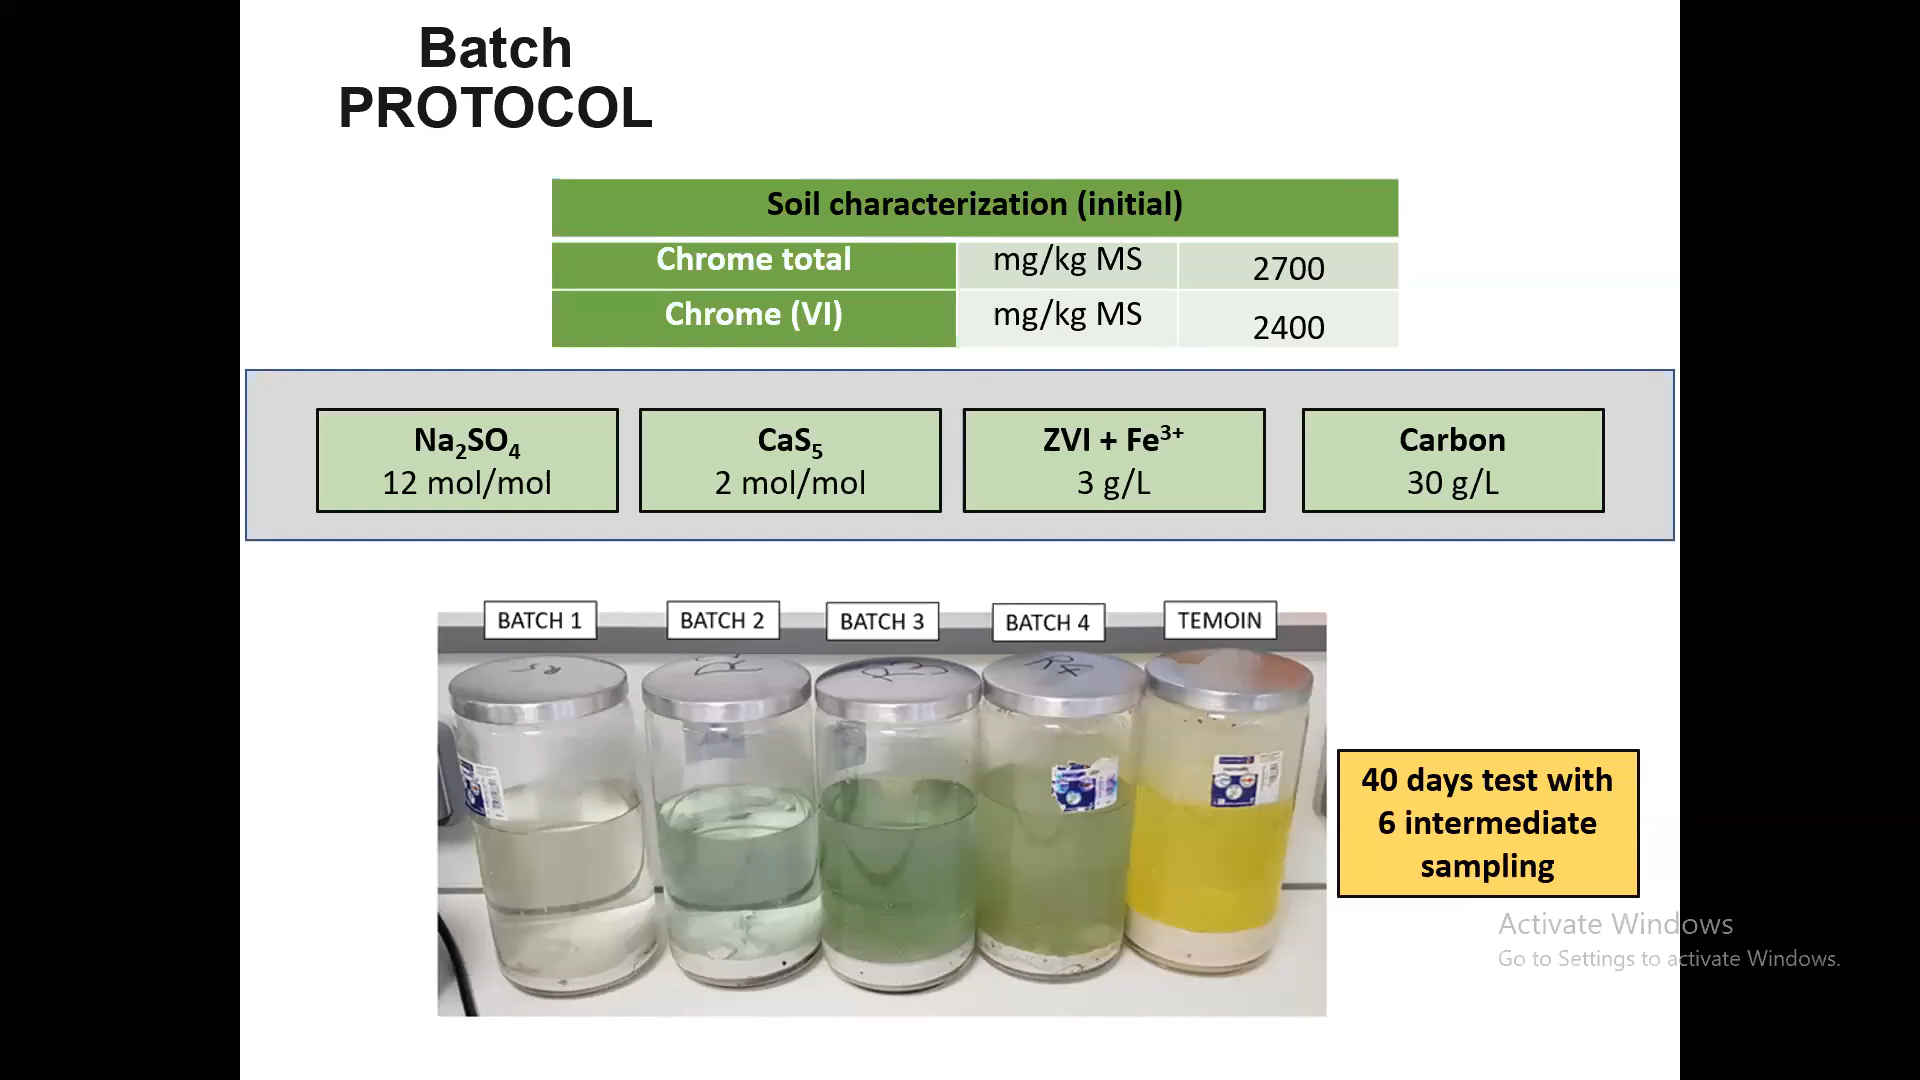 Batch
PROTOCOL
Soil characterization (initial)
Chrome total mg/kg MS 2700
Chrome (VI) mg/kg MS 2400
Na₂SO₄
12 mol/mol
CaS₅
2 mol/mol
ZVI + Fe³⁺
3 g/L
Carbon
30 g/L
BATCH 1
BATCH 2
BATCH 3
BATCH 4
TEMOIN
R3
40 days test with
6 intermediate
sampling
Activate Windows
Go to Settings to activate Windows.